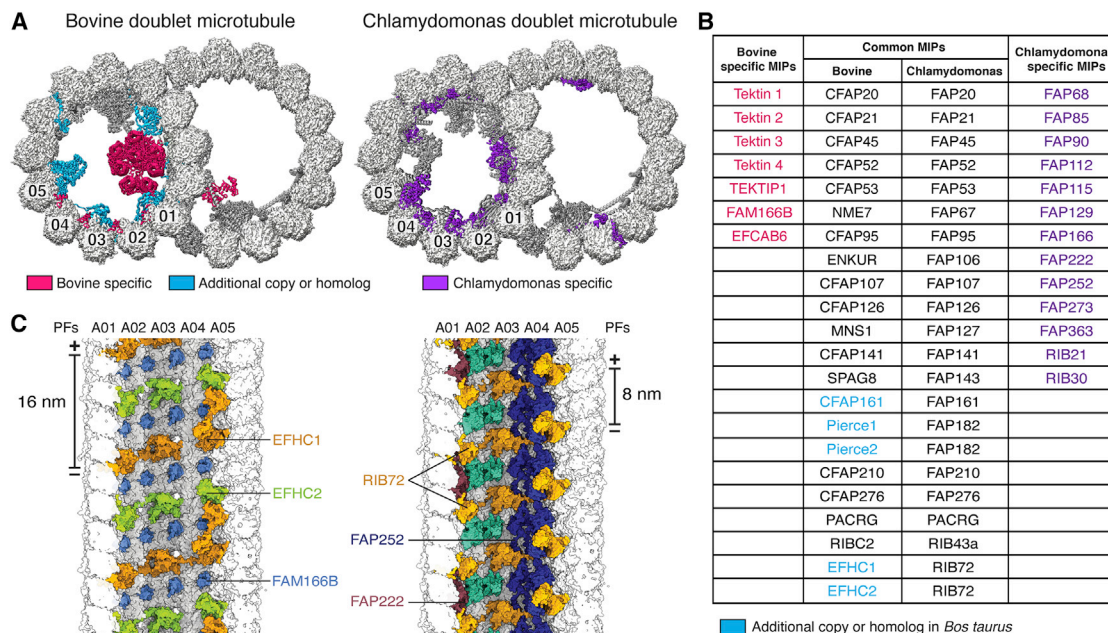 A Bovine doublet microtubule Chlamydomonas doublet microtubule
05 04 03 02 01
05 04 03 02 01
Bovine specific Additional copy or homolog Chlamydomonas specific
B
Bovine specific MIPs Common MIPs Chlamydomonas specific MIPs
Bovine Chlamydomonas
Tektin 1 CFAP20 FAP20 FAP68
Tektin 2 CFAP21 FAP21 FAP85
Tektin 3 CFAP45 FAP45 FAP90
Tektin 4 CFAP52 FAP52 FAP112
TEKTIP1 CFAP53 FAP53 FAP115
FAM166B NME7 FAP67 FAP129
EFCAB6 CFAP95 FAP95 FAP166
ENKUR FAP106 FAP222
CFAP107 FAP107 FAP252
CFAP126 FAP126 FAP273
MNS1 FAP127 FAP363
CFAP141 FAP141 RIB21
SPAG8 FAP143 RIB30
CFAP161 FAP161
Pierce1 FAP182
Pierce2 FAP182
CFAP210 FAP210
CFAP276 FAP276
PACRG PACRG
RIBC2 RIB43a
EFHC1 RIB72
EFHC2 RIB72
Additional copy or homolog in Bos taurus
C
PFs A01 A02 A03 A04 A05
+
16 nm
–
EFHC1
EFHC2
FAM166B
A01 A02 A03 A04 A05 PFs
+
8 nm
–
RIB72
FAP252
FAP222